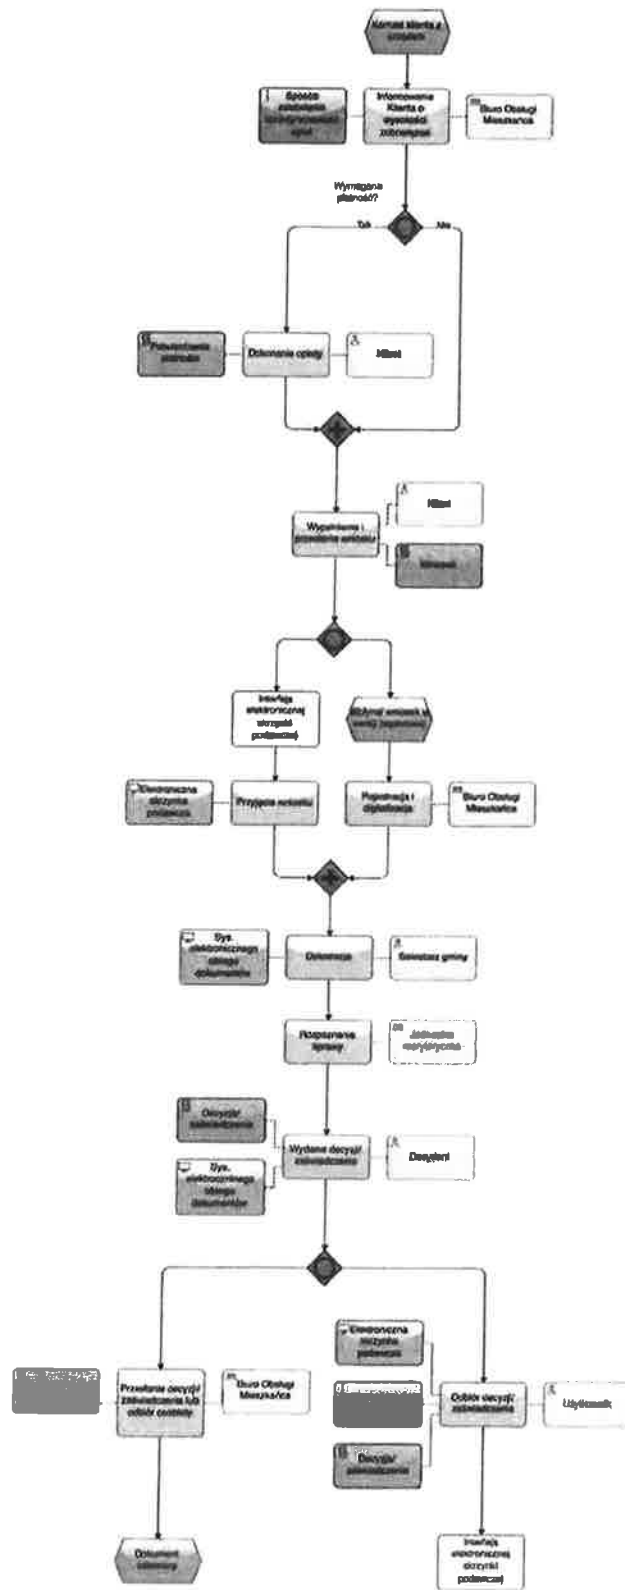 Kontakt klienta z
urzędem
Sposób
opłat
Informowanie
Klienta o
wysokości
zobowiązań
Biuro Obsługi
Mieszkańca
Wymagana
płatność?
Tak
Nie
Potwierdzenie
płatności
Dokonanie opłaty
Klient
Klient
Wypełnienie i
przesłanie wniosku
Wniosek
Interfejs
elektronicznej
skrzynki
podawczej
Elektroniczna
skrzynka
podawcza
Przyjęcie wniosku
Rejestracja i
digitalizacja
Biuro Obsługi
Mieszkańca
Sys.
elektronicznego
obiegu
dokumentów
Dekretacja
Sekretarz gminy
Rozpoznanie
sprawy
Jednostka
merytoryczna
Decyzja/
zaświadczenie
Sys.
elektronicznego
obiegu
dokumentów
Wydanie decyzji/
zaświadczenia
Decydent
Elektroniczna
skrzynka
podawcza
Przesłanie decyzji/
zaświadczenia lub
odbiór osobisty
Biuro Obsługi
Mieszkańca
Odbiór decyzji/
zaświadczenia
Użytkownik
Decyzja/
zaświadczenie
Dokument
odebrany
Interfejs
elektronicznej
skrzynki
podawczej